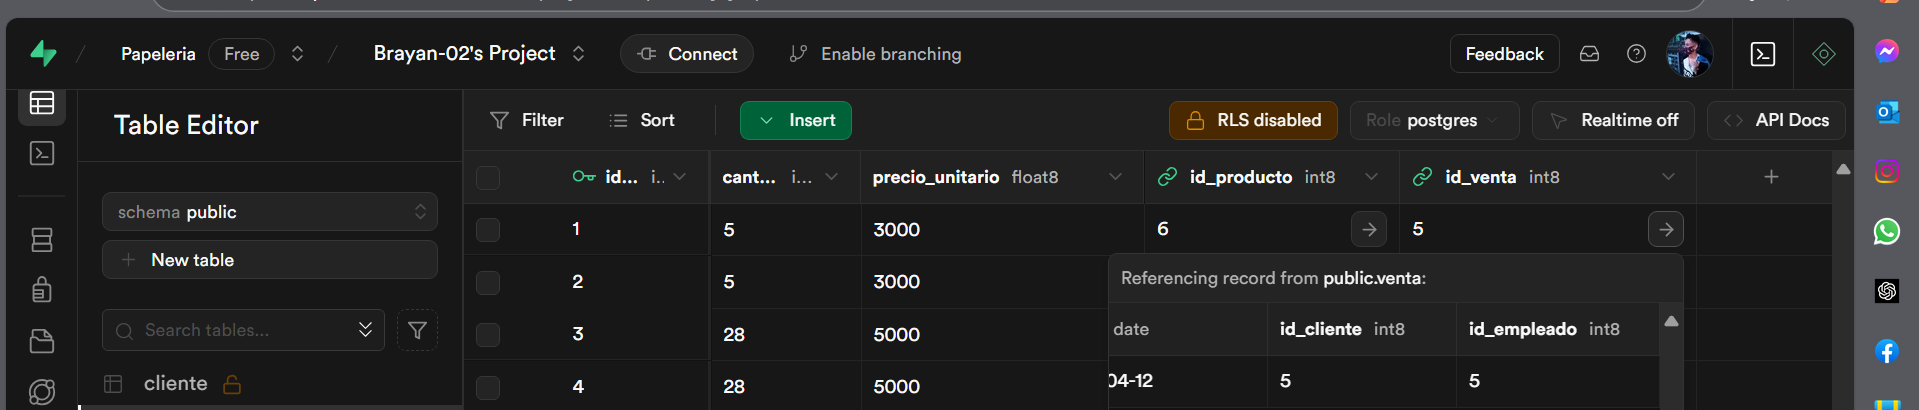 Papeleria Free Brayan-02's Project Connect Enable branching Feedback
Table Editor
schema public
New table
Search tables...
cliente
Filter Sort Insert RLS disabled Role postgres Realtime off API Docs
id... i.. cant... i... precio_unitario float8 id_producto int8 id_venta int8
1 5 3000 6 5
2 5 3000
3 28 5000
4 28 5000
Referencing record from public.venta:
date id_cliente int8 id_empleado int8
04-12 5 5